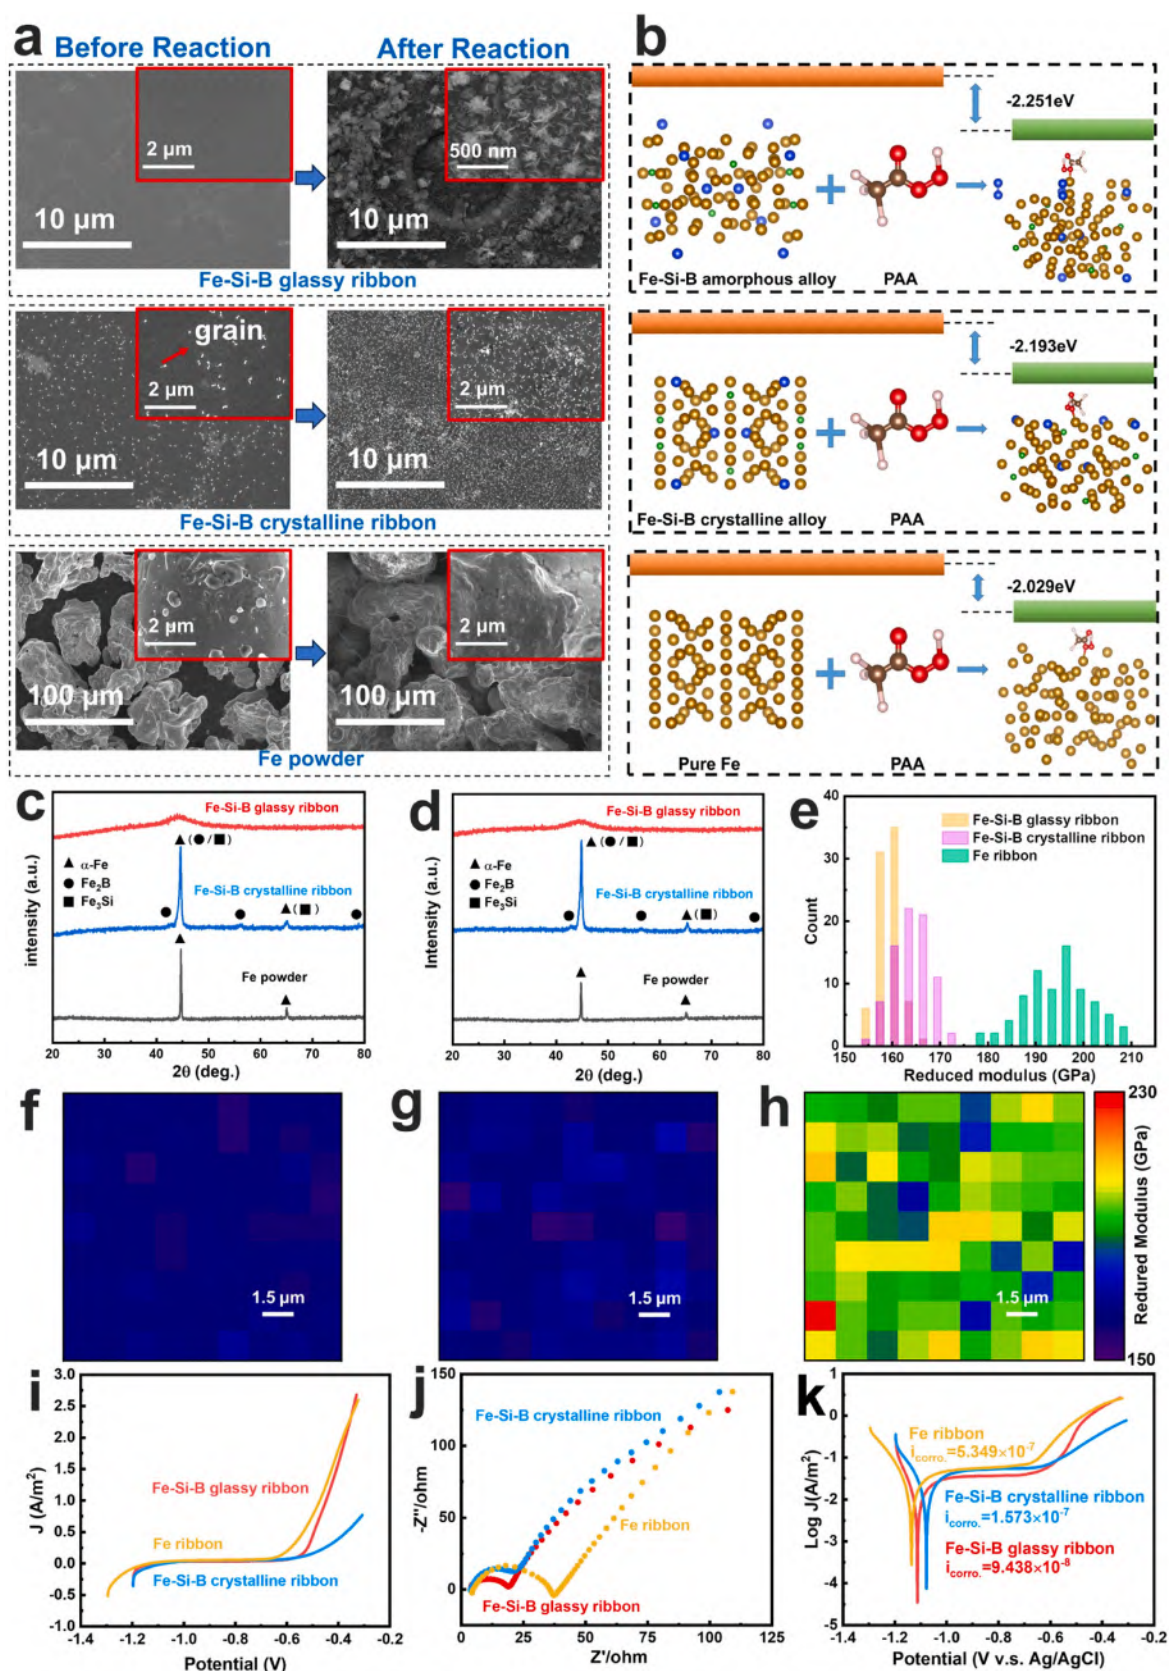 a
Before Reaction
After Reaction
2 μm
10 μm
500 nm
10 μm
Fe-Si-B glassy ribbon
grain
2 μm
10 μm
2 μm
10 μm
Fe-Si-B crystalline ribbon
2 μm
100 μm
2 μm
100 μm
Fe powder
b
-2.251eV
Fe-Si-B amorphous alloy
PAA
-2.193eV
Fe-Si-B crystalline alloy
PAA
-2.029eV
Pure Fe
PAA
c
Fe-Si-B glassy ribbon
▲ (● / ■)
▲ α-Fe
● Fe₂B
■ Fe₃Si
Fe-Si-B crystalline ribbon
▲ (■)
Fe powder
intensity (a.u.)
20 30 40 50 60 70 80
2θ (deg.)
d
Fe-Si-B glassy ribbon
▲ (● / ■)
▲ α-Fe
● Fe₂B
■ Fe₃Si
Fe-Si-B crystalline ribbon
▲ (■)
Fe powder
Intensity (a.u.)
20 30 40 50 60 70 80
2θ (deg.)
e
Fe-Si-B glassy ribbon
Fe-Si-B crystalline ribbon
Fe ribbon
Count
40
30
20
10
0
150 160 170 180 190 200 210
Reduced modulus (GPa)
f
1.5 μm
g
1.5 μm
h
1.5 μm
230
Redured Modulus (GPa)
150
i
J (A/m²)
3.0
2.5
2.0
1.5
1.0
0.5
0.0
-0.5
-1.0
Fe-Si-B glassy ribbon
Fe ribbon
Fe-Si-B crystalline ribbon
-1.4 -1.2 -1.0 -0.8 -0.6 -0.4 -0.2
Potential (V)
j
-Z''/ohm
150
100
50
0
Fe-Si-B crystalline ribbon
Fe ribbon
Fe-Si-B glassy ribbon
0 25 50 75 100 125
Z'/ohm
k
Log J(A/m²)
1
0
-1
-2
-3
-4
-5
Fe ribbon
i corro.=5.349×10⁻⁷
Fe-Si-B crystalline ribbon
i corro.=1.573×10⁻⁷
Fe-Si-B glassy ribbon
i corro.=9.438×10⁻⁸
-1.4 -1.2 -1.0 -0.8 -0.6 -0.4 -0.2
Potential (V v.s. Ag/AgCl)